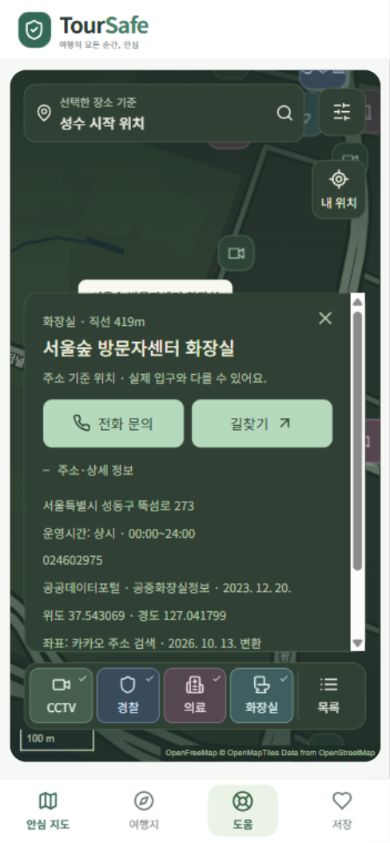 TourSafe
여행의 모든 순간, 안심
선택한 장소 기준
성수 시작 위치
내 위치
화장실 · 직선 419m
서울숲 방문자센터 화장실
주소 기준 위치 · 실제 입구와 다를 수 있어요.
전화 문의
길찾기
– 주소·상세 정보
서울특별시 성동구 뚝섬로 273
운영시간: 상시 · 00:00~24:00
024602975
공공데이터포털 · 공중화장실정보 · 2023. 12. 20.
위도 37.543069 · 경도 127.041799
좌표: 카카오 주소 검색 · 2026. 10. 13. 변환
CCTV
경찰
의료
화장실
목록
100 m
OpenFreeMap © OpenMapTiles Data from OpenStreetMap
안심 지도
여행지
도움
저장